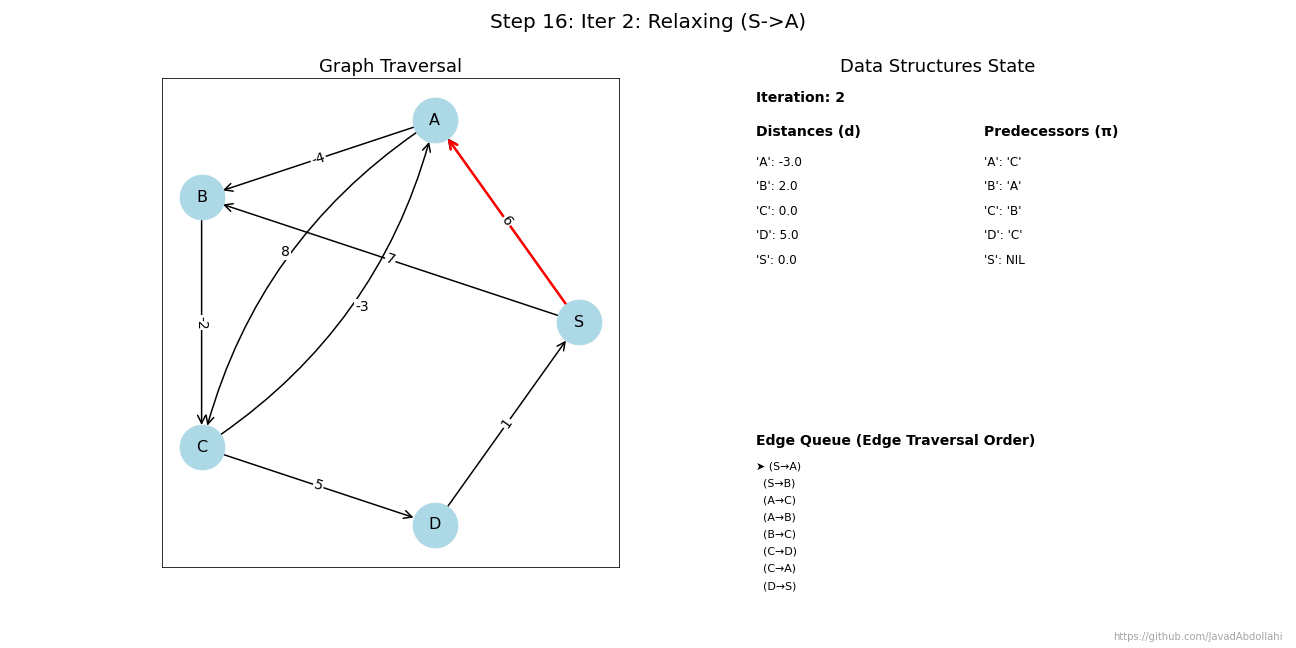 Step 16: Iter 2: Relaxing (S->A)
Graph Traversal
A
B
C
D
S
-4
8
-3
7
6
-2
5
1
Data Structures State
Iteration: 2
Distances (d) Predecessors (π)
'A': -3.0 'A': 'C'
'B': 2.0 'B': 'A'
'C': 0.0 'C': 'B'
'D': 5.0 'D': 'C'
'S': 0.0 'S': NIL
Edge Queue (Edge Traversal Order)
➤ (S→A)
(S→B)
(A→C)
(A→B)
(B→C)
(C→D)
(C→A)
(D→S)
https://github.com/JavadAbdollahi